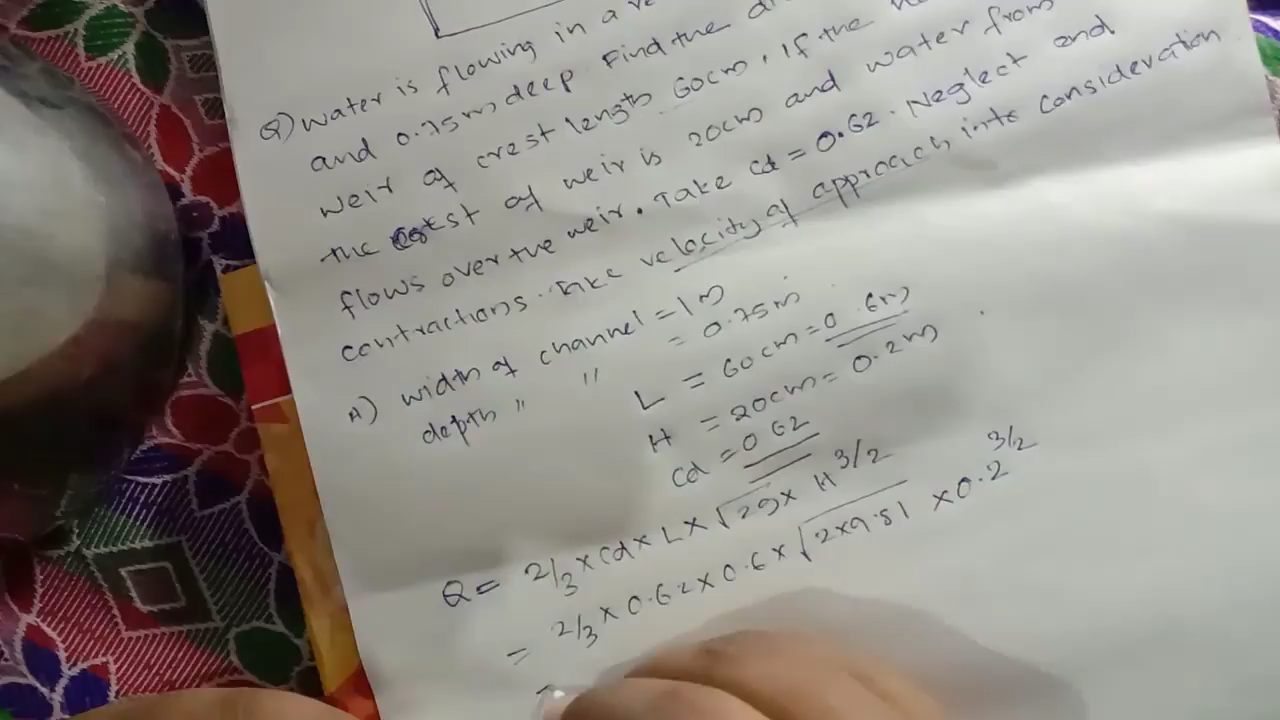 Q) Water is flowing in a
and 0.75m deep Find the
weir of crest length 60cm, If the
the crest of weir is 20cm and water from
flows over the weir. Take Cd = 0.62. Neglect end
contractions. Take velocity of approach into consideration
A) width of channel = 1m
depth " " = 0.75m
L = 60cm = 0.6m
H = 20cm = 0.2m
Cd = 0.62
Q = 2/3 x Cd x L x √2g x H^3/2
= 2/3 x 0.62 x 0.6 x √2x9.81 x 0.2^3/2